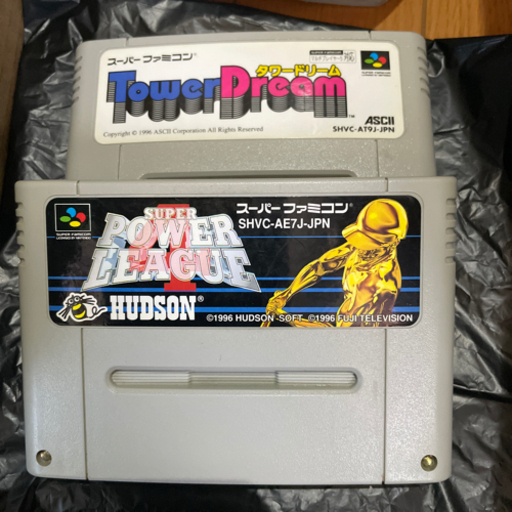 スーパーファミコン®
タワードリーム
TowerDream
™
ASCII
Copyright © 1996 ASCII Corporation All Rights Reserved
SHVC-AT9J-JPN
SUPER
POWER
LEAGUE
4
スーパーファミコン®
SHVC-AE7J-JPN
HUDSON®
©1996 HUDSON SOFT ©1996 FUJI TELEVISION